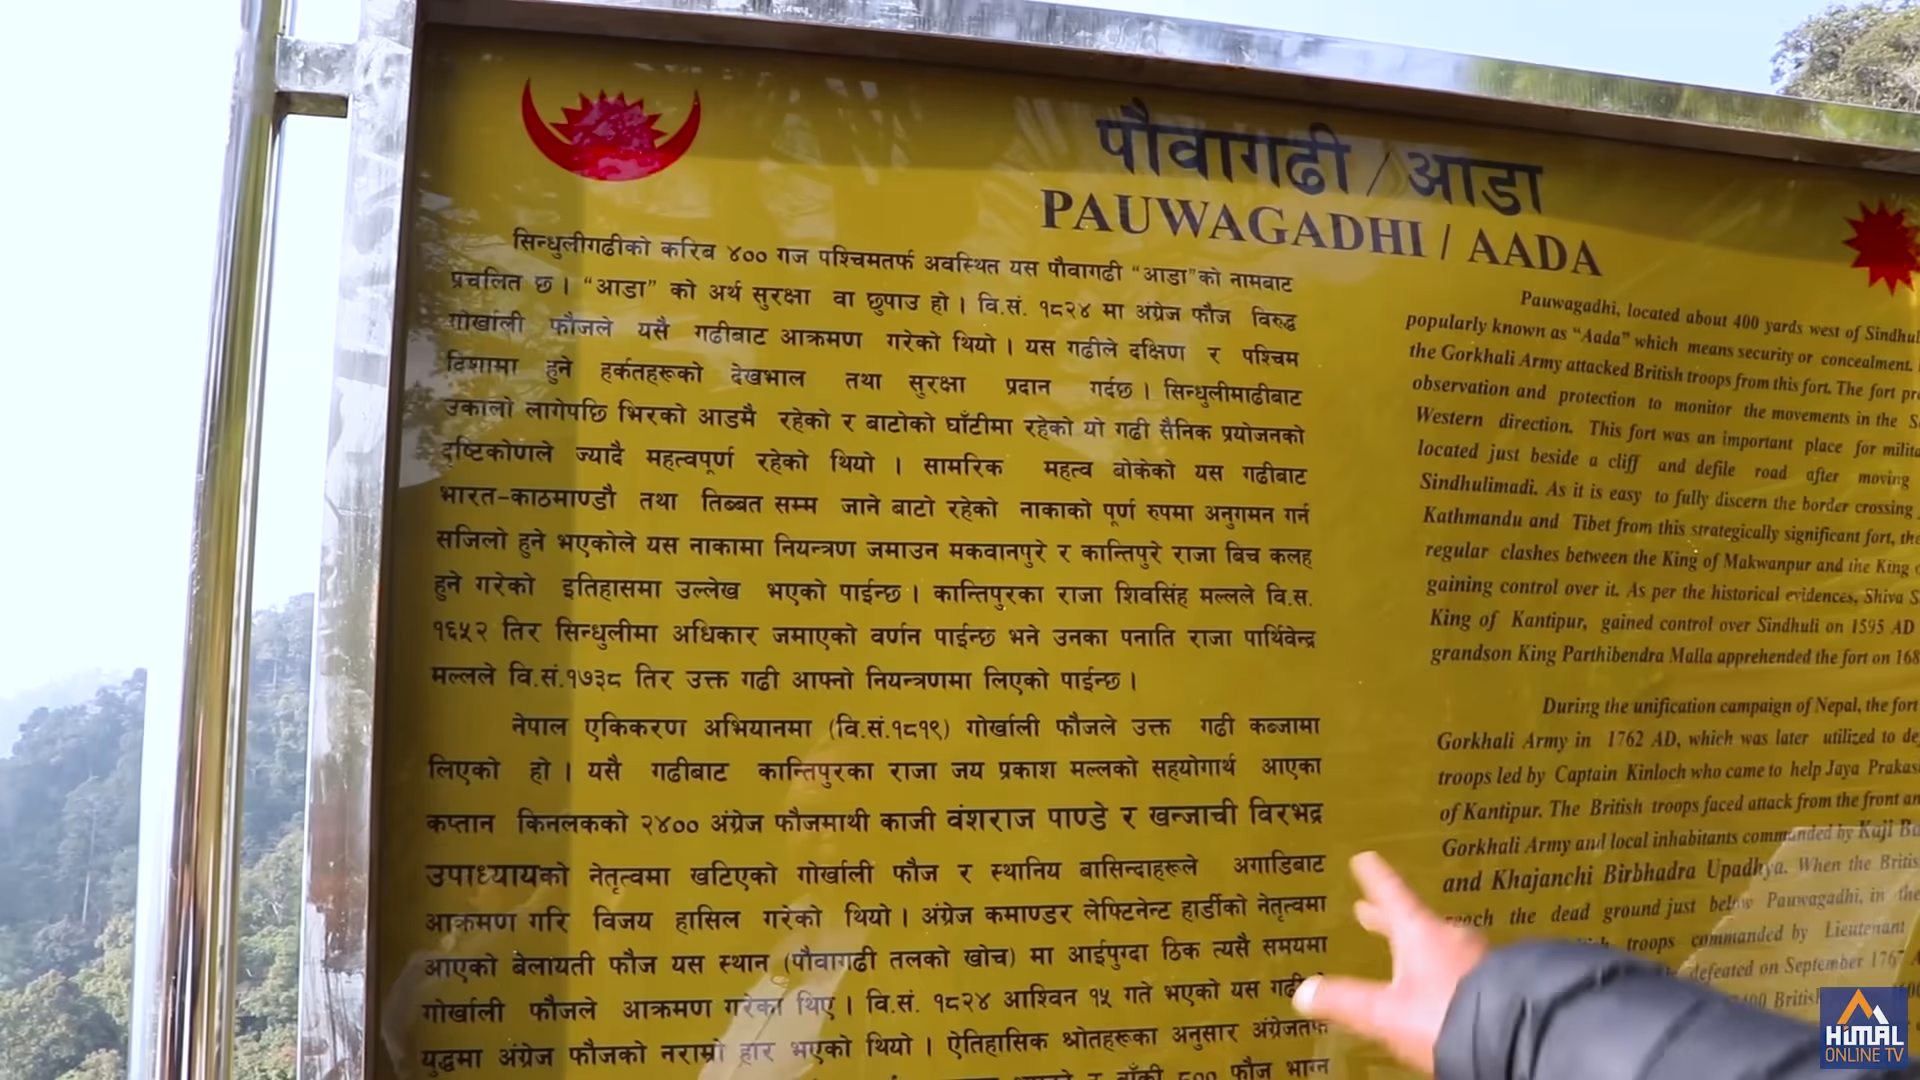 पौवागढी / आडा
PAUWAGADHI / AADA
सिन्धुलीगढीको करिब ४०० गज पश्चिमतर्फ अवस्थित यस पौवागढी “आडा”को नामबाट
प्रचलित छ। “आडा” को अर्थ सुरक्षा वा छुपाउ हो। वि.सं. १८२४ मा अंग्रेज फौज विरुद्ध
गोर्खाली फौजले यसै गढीबाट आक्रमण गरेको थियो। यस गढीले दक्षिण र पश्चिम
दिशामा हुने हर्कतहरूको देखभाल तथा सुरक्षा प्रदान गर्दछ। सिन्धुलीमाढीबाट
उकालो लागेपछि भिरको आडमै रहेको र बाटोको घाँटीमा रहेको यो गढी सैनिक प्रयोजनको
दृष्टिकोणले ज्यादै महत्वपूर्ण रहेको थियो । सामरिक महत्व बोकेको यस गढीबाट
भारत-काठमाण्डौ तथा तिब्बत सम्म जाने बाटो रहेको नाकाको पूर्ण रुपमा अनुगमन गर्न
सजिलो हुने भएकोले यस नाकामा नियन्त्रण जमाउन मकवानपुरे र कान्तिपुरे राजा बिच कलह
हुने गरेको इतिहासमा उल्लेख भएको पाईन्छ। कान्तिपुरका राजा शिवसिंह मल्लले वि.स.
१६५२ तिर सिन्धुलीमा अधिकार जमाएको वर्णन पाईन्छ भने उनका पनाति राजा पार्थिवेन्द्र
मल्लले वि.सं.१७३८ तिर उक्त गढी आफ्नो नियन्त्रणमा लिएको पाईन्छ।
नेपाल एकिकरण अभियानमा (वि.सं.१८१९) गोर्खाली फौजले उक्त गढी कब्जामा
लिएको हो। यसै गढीबाट कान्तिपुरका राजा जय प्रकाश मल्लको सहयोगार्थ आएका
कप्तान किनलकको २४०० अंग्रेज फौजमाथी काजी वंशराज पाण्डे र खन्जाची विरभद्र
उपाध्यायको नेतृत्वमा खटिएको गोर्खाली फौज र स्थानिय बासिन्दाहरूले अगाडिबाट
आक्रमण गरि विजय हासिल गरेको थियो। अंग्रेज कमाण्डर लेफ्टिनेन्ट हार्डीको नेतृत्वमा
आएको बेलायती फौज यस स्थान (पौवागढी तलको खोच) मा आईपुग्दा ठिक त्यसै समयमा
गोर्खाली फौजले आक्रमण गरेका थिए। वि.सं. १८२४ आश्विन १५ गते भएको यस
युद्धमा अंग्रेज फौजको नराम्रो हार भएको थियो। ऐतिहासिक श्रोतहरूका अनुसार अंग्रेजतर्फ
फौज भाग्न
Pauwagadhi, located about 400 yards west of
popularly known as “Aada” which means security or concealment.
the Gorkhali Army attacked British troops from this fort. The fort
observation and protection to monitor the movements in the
Western direction. This fort was an important place for
located just beside a cliff and defile road after moving
Sindhulimadi. As it is easy to fully discern the border crossing
Kathmandu and Tibet from this strategically significant fort,
regular clashes between the King of Makwanpur and the King
gaining control over it. As per the historical evidences, Shiva
King of Kantipur, gained control over Sindhuli on 1595 AD
grandson King Parthibendra Malla apprehended the fort on
During the unification campaign of Nepal, the fort
Gorkhali Army in 1762 AD, which was later utilized to
troops led by Captain Kinloch who came to help Jaya
of Kantipur. The British troops faced attack from the front
Gorkhali Army and local inhabitants commanded by Kaji
and Khajanchi Birbhadra Upadhya. When the
reach the dead ground just below Pauwagadhi, in the
troops commanded by Lieutenant
defeated on September 1767
HIMAL
ONLINE TV